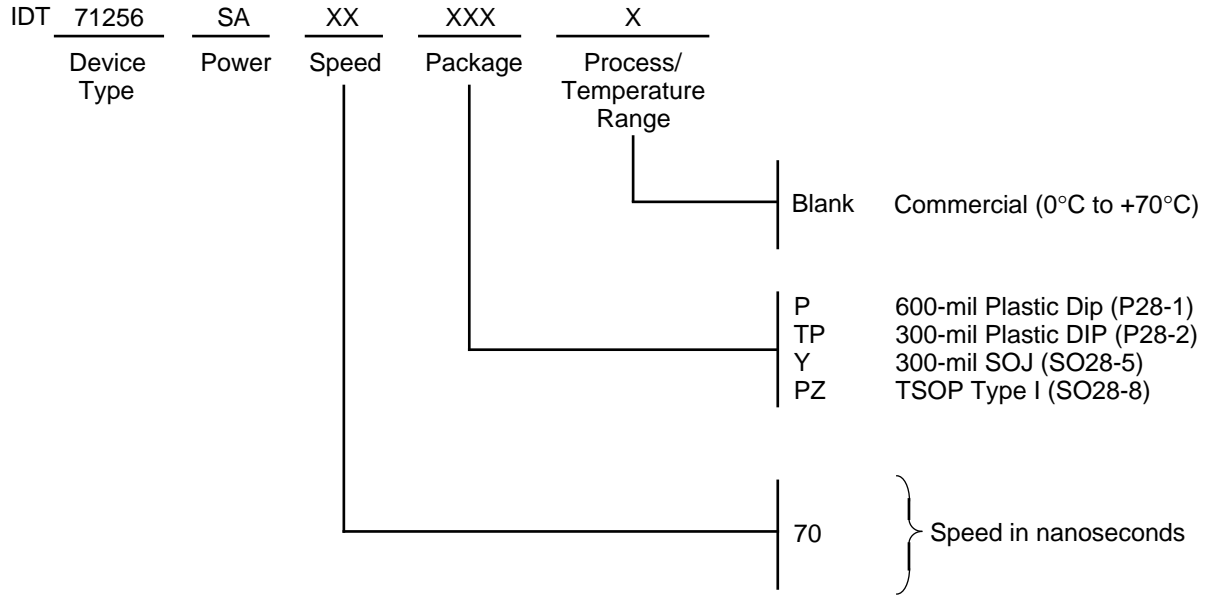 IDT 71256 SA XX XXX X
Device Type Power Speed Package Process/ Temperature Range
Blank Commercial (0°C to +70°C)
P 600-mil Plastic Dip (P28-1)
TP 300-mil Plastic DIP (P28-2)
Y 300-mil SOJ (SO28-5)
PZ TSOP Type I (SO28-8)
70 Speed in nanoseconds